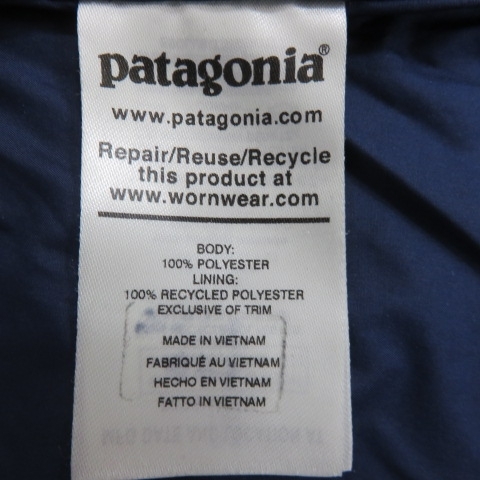 patagonia®
www.patagonia.com
Repair/Reuse/Recycle
this product at
www.wornwear.com
BODY:
100% POLYESTER
LINING:
100% RECYCLED POLYESTER
EXCLUSIVE OF TRIM
MADE IN VIETNAM
FABRIQUÉ AU VIETNAM
HECHO EN VIETNAM
FATTO IN VIETNAM